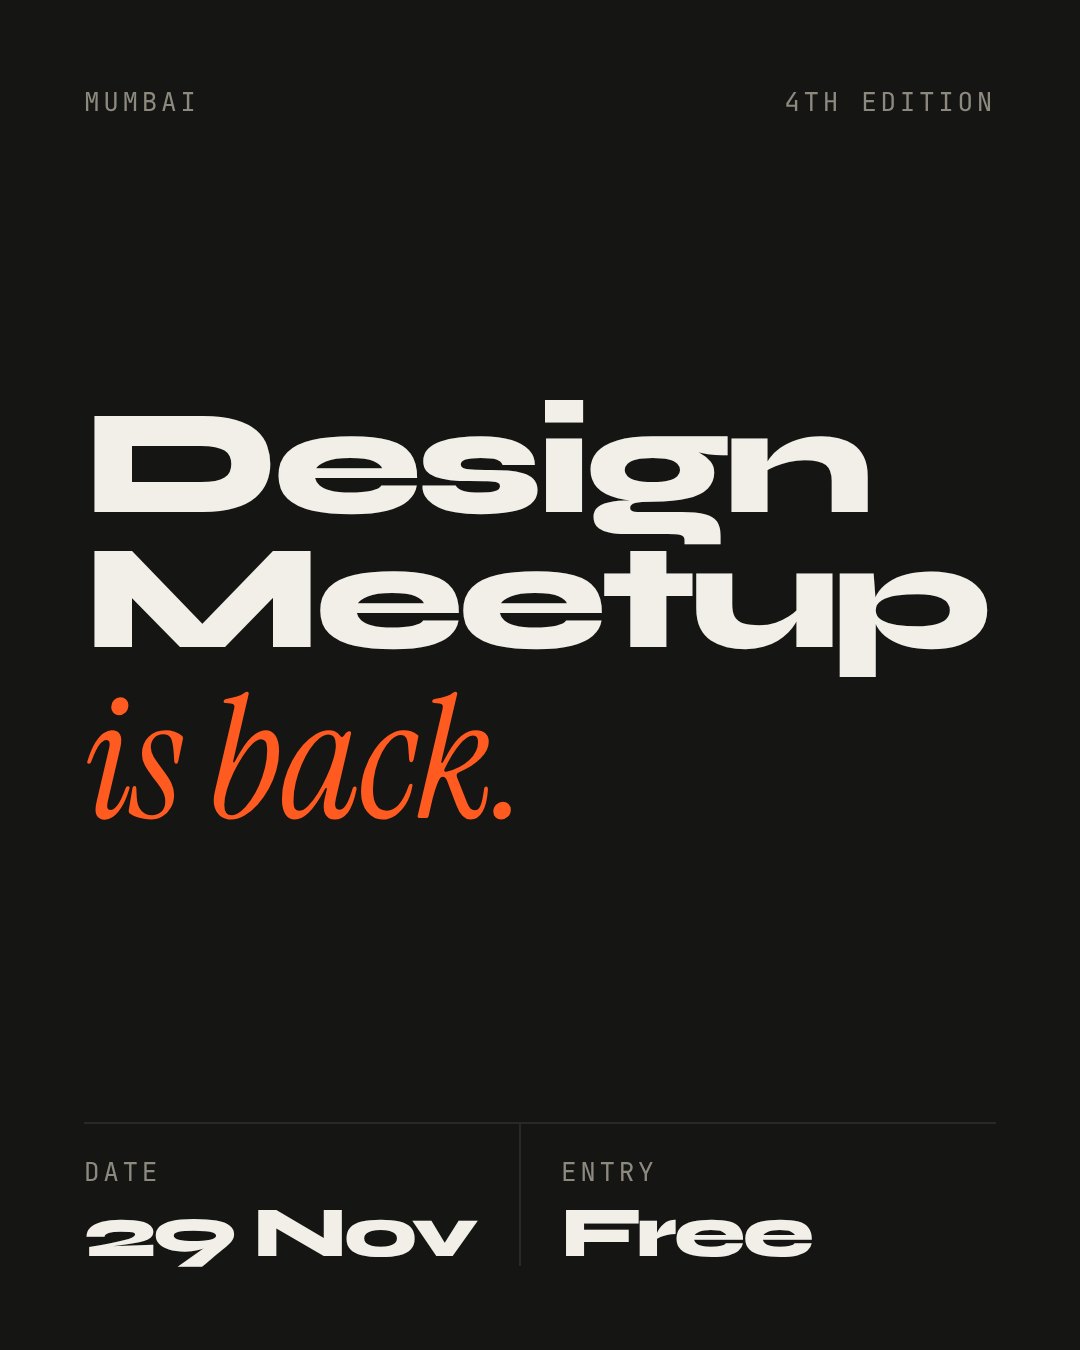 MUMBAI
4TH EDITION
Design
Meetup
is back.
DATE
29 Nov
ENTRY
Free